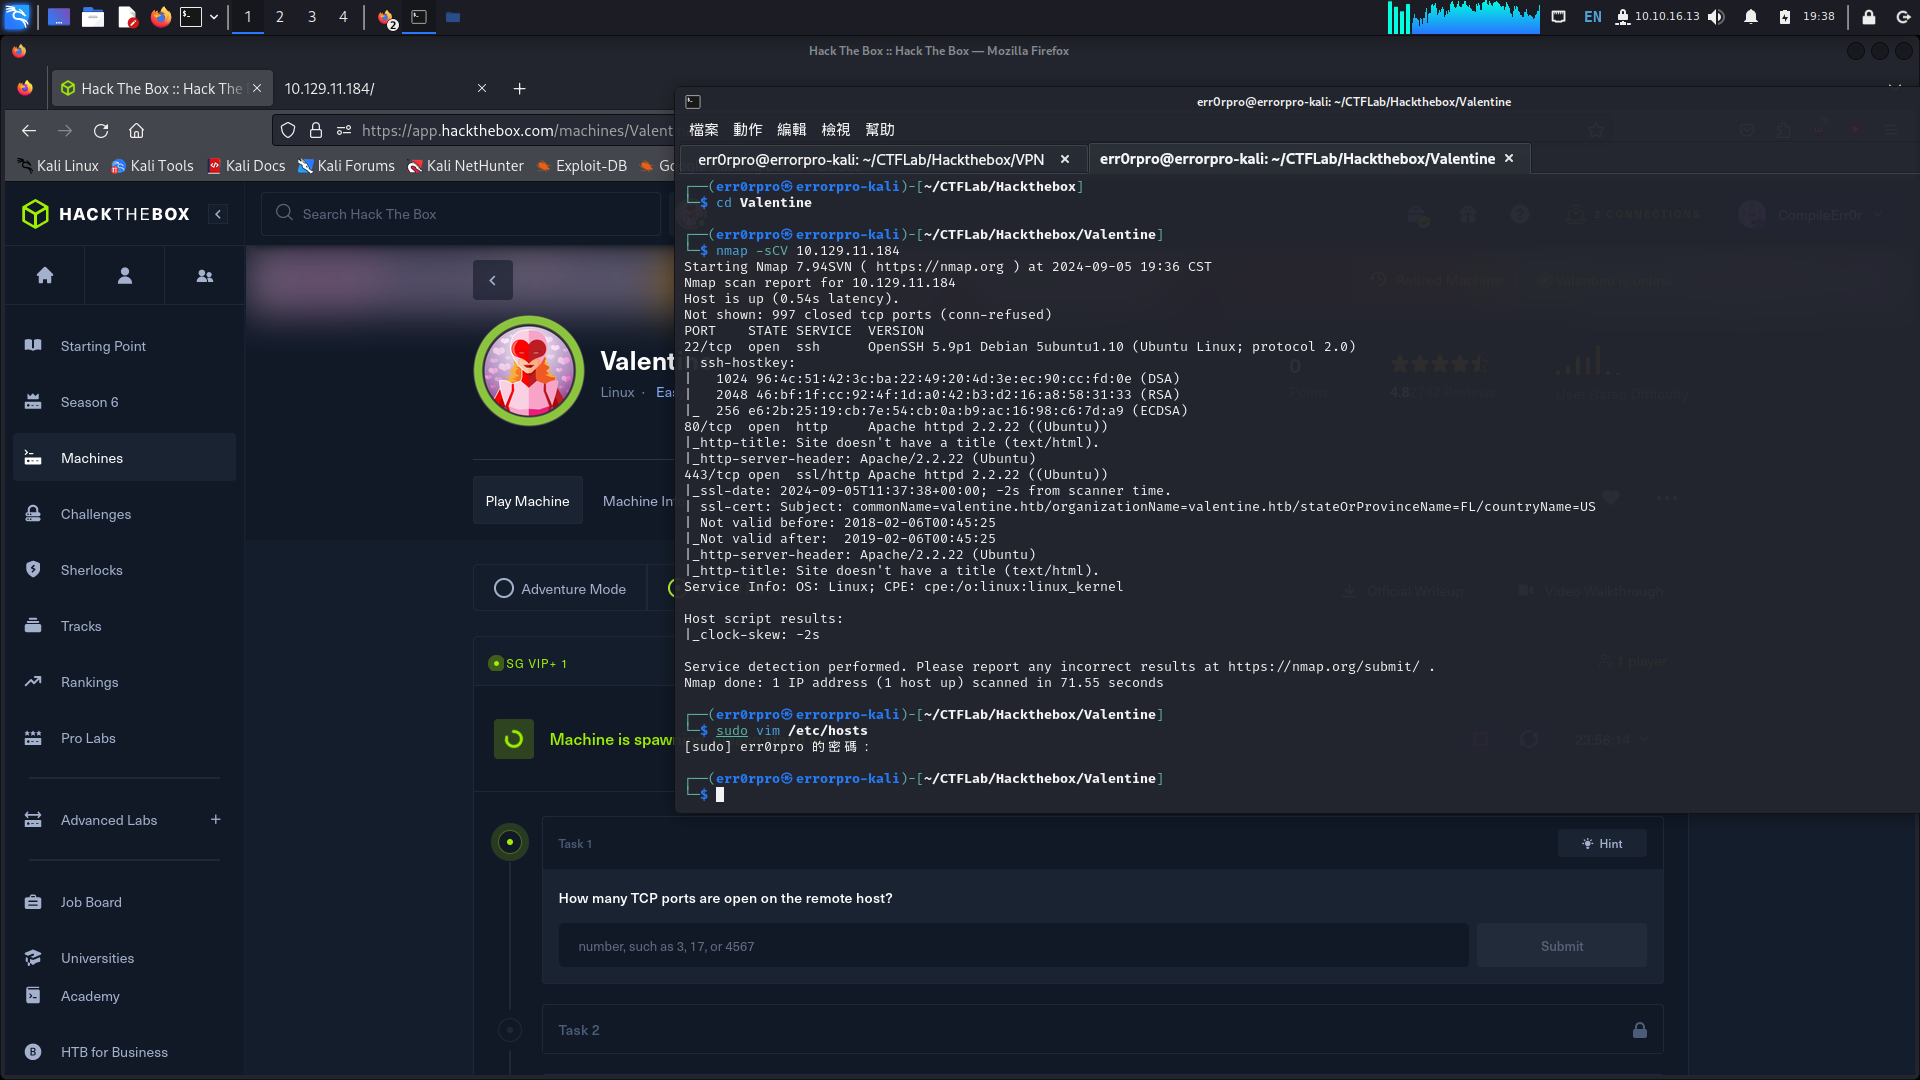 1
2
3
4
2
EN
10.10.16.13
19:38
Hack The Box :: Hack The Box — Mozilla Firefox
Hack The Box :: Hack The
10.129.11.184/
https://app.hackthebox.com/machines/Valent
Kali Linux
Kali Tools
Kali Docs
Kali Forums
Kali NetHunter
Exploit-DB
HACKTHEBOX
Search Hack The Box
Starting Point
Season 6
Machines
Challenges
Sherlocks
Tracks
Rankings
Pro Labs
Advanced Labs
Job Board
Universities
Academy
HTB for Business
Valenti
Linux · Eas
Play Machine
Machine Inf
Adventure Mode
SG VIP+ 1
Machine is spawn
Task 1
Hint
How many TCP ports are open on the remote host?
number, such as 3, 17, or 4567
Submit
Task 2
err0rpro@errorpro-kali: ~/CTFLab/Hackthebox/Valentine
檔案 動作 編輯 檢視 幫助
err0rpro@errorpro-kali: ~/CTFLab/Hackthebox/VPN
err0rpro@errorpro-kali: ~/CTFLab/Hackthebox/Valentine
┌──(err0rpro㉿errorpro-kali)-[~/CTFLab/Hackthebox]
└─$ cd Valentine
┌──(err0rpro㉿errorpro-kali)-[~/CTFLab/Hackthebox/Valentine]
└─$ nmap -sCV 10.129.11.184
Starting Nmap 7.94SVN ( https://nmap.org ) at 2024-09-05 19:36 CST
Nmap scan report for 10.129.11.184
Host is up (0.54s latency).
Not shown: 997 closed tcp ports (conn-refused)
PORT    STATE SERVICE  VERSION
22/tcp  open  ssh      OpenSSH 5.9p1 Debian 5ubuntu1.10 (Ubuntu Linux; protocol 2.0)
| ssh-hostkey:
|   1024 96:4c:51:42:3c:ba:22:49:20:4d:3e:ec:90:cc:fd:0e (DSA)
|   2048 46:bf:1f:cc:92:4f:1d:a0:42:b3:d2:16:a8:58:31:33 (RSA)
|_  256 e6:2b:25:19:cb:7e:54:cb:0a:b9:ac:16:98:c6:7d:a9 (ECDSA)
80/tcp  open  http     Apache httpd 2.2.22 ((Ubuntu))
|_http-title: Site doesn't have a title (text/html).
|_http-server-header: Apache/2.2.22 (Ubuntu)
443/tcp open  ssl/http Apache httpd 2.2.22 ((Ubuntu))
|_ssl-date: 2024-09-05T11:37:38+00:00; -2s from scanner time.
| ssl-cert: Subject: commonName=valentine.htb/organizationName=valentine.htb/stateOrProvinceName=FL/countryName=US
| Not valid before: 2018-02-06T00:45:25
|_Not valid after:  2019-02-06T00:45:25
|_http-server-header: Apache/2.2.22 (Ubuntu)
|_http-title: Site doesn't have a title (text/html).
Service Info: OS: Linux; CPE: cpe:/o:linux:linux_kernel
Host script results:
|_clock-skew: -2s
Service detection performed. Please report any incorrect results at https://nmap.org/submit/ .
Nmap done: 1 IP address (1 host up) scanned in 71.55 seconds
┌──(err0rpro㉿errorpro-kali)-[~/CTFLab/Hackthebox/Valentine]
└─$ sudo vim /etc/hosts
[sudo] err0rpro 的密碼：
┌──(err0rpro㉿errorpro-kali)-[~/CTFLab/Hackthebox/Valentine]
└─$
CompileErr0r
Official Writeup
Video Walkthrough
1 player
23:56:14